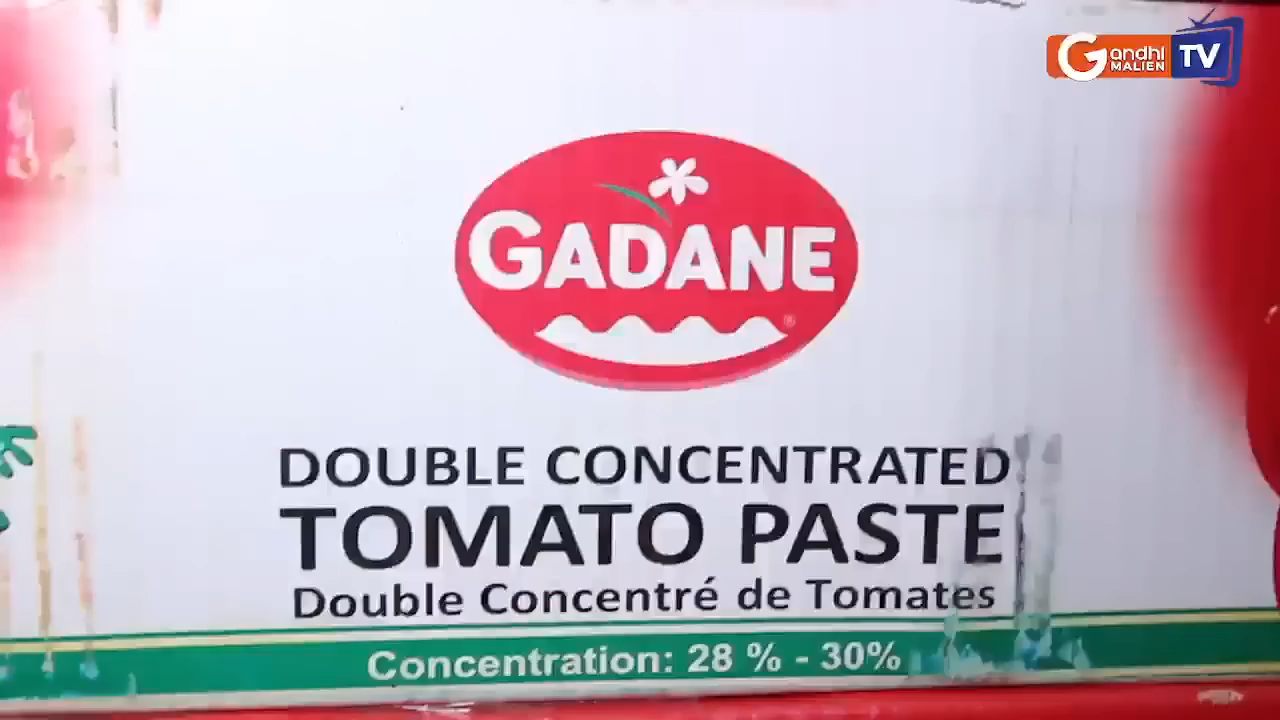 Gandhi
MALIEN
TV
GADANE
®
DOUBLE CONCENTRATED
TOMATO PASTE
Double Concentré de Tomates
Concentration: 28 % - 30%